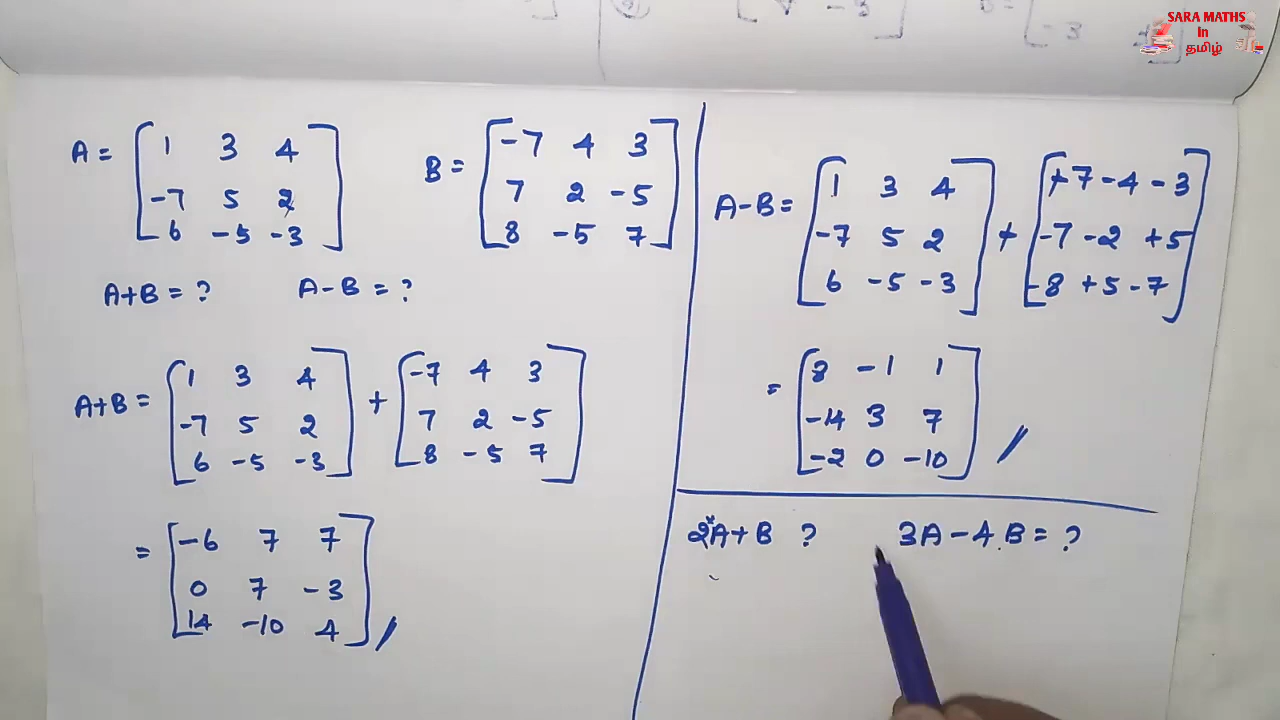 SARA MATHS
In
தமிழ்
A = [1 3 4
-7 5 2
6 -5 -3]
B = [-7 4 3
7 2 -5
8 -5 7]
A+B = ? A-B = ?
A+B = [1 3 4
-7 5 2
6 -5 -3]
+ [-7 4 3
7 2 -5
8 -5 7]
= [-6 7 7
0 7 -3
14 -10 4]
A-B = [1 3 4
-7 5 2
6 -5 -3]
+ [+7 -4 -3
-7 -2 +5
-8 +5 -7]
= [8 -1 1
-14 3 7
-2 0 -10]
2A+B ? 3A-4.B = ?